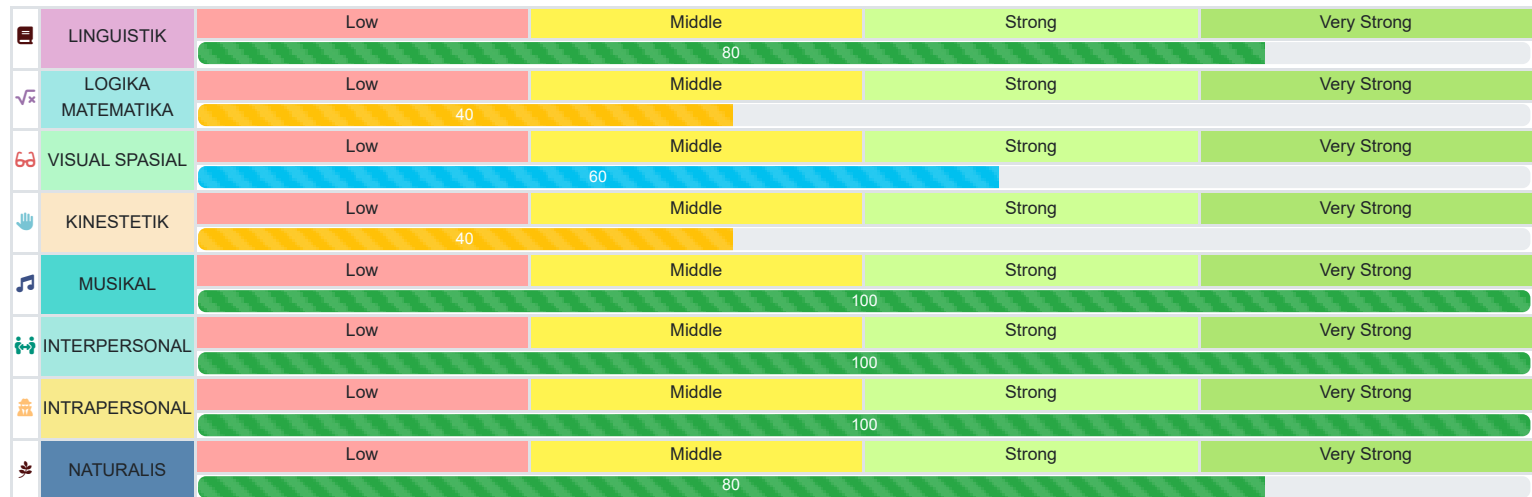 LINGUISTIK
Low Middle Strong Very Strong
80
LOGIKA
MATEMATIKA
Low Middle Strong Very Strong
40
VISUAL SPASIAL
Low Middle Strong Very Strong
60
KINESTETIK
Low Middle Strong Very Strong
40
MUSIKAL
Low Middle Strong Very Strong
100
INTERPERSONAL
Low Middle Strong Very Strong
100
INTRAPERSONAL
Low Middle Strong Very Strong
100
NATURALIS
Low Middle Strong Very Strong
80